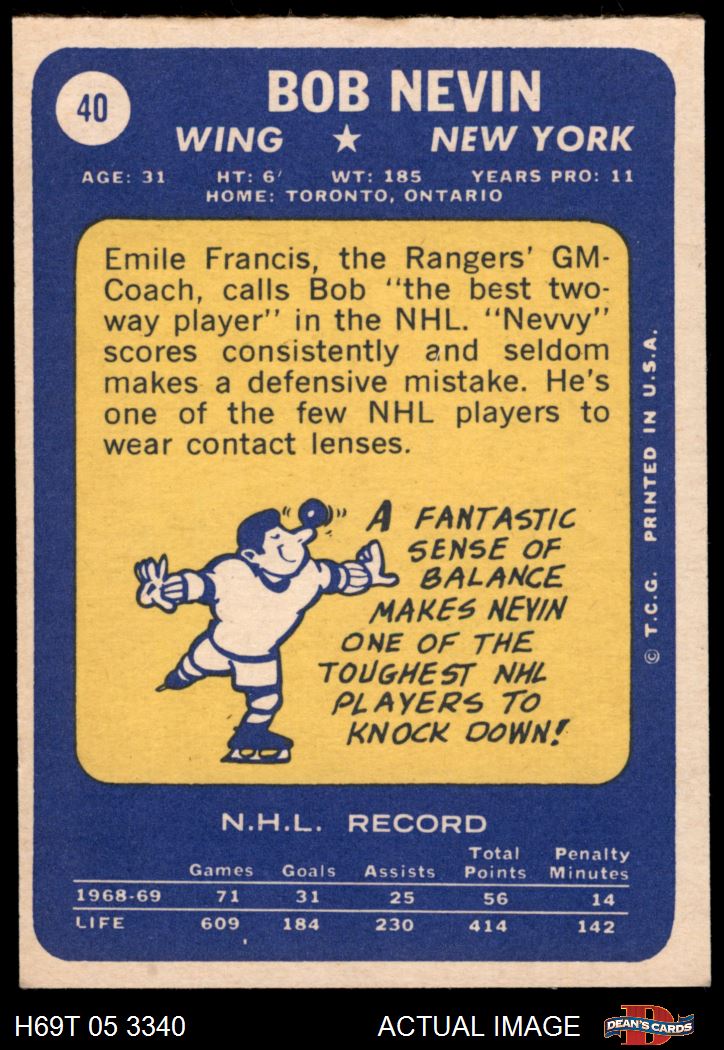 40
BOB NEVIN
WING ★ NEW YORK
AGE: 31 HT: 6' WT: 185 YEARS PRO: 11
HOME: TORONTO, ONTARIO
Emile Francis, the Rangers' GM-
Coach, calls Bob "the best two-
way player" in the NHL. "Nevvy"
scores consistently and seldom
makes a defensive mistake. He's
one of the few NHL players to
wear contact lenses.
A FANTASTIC
SENSE OF
BALANCE
MAKES NEVIN
ONE OF THE
TOUGHEST NHL
PLAYERS TO
KNOCK DOWN!
© T.C.G. PRINTED IN U.S.A.
N.H.L. RECORD
Games Goals Assists Total Points Penalty Minutes
1968-69 71 31 25 56 14
LIFE 609 184 230 414 142
H69T 05 3340 ACTUAL IMAGE DEAN'S CARDS